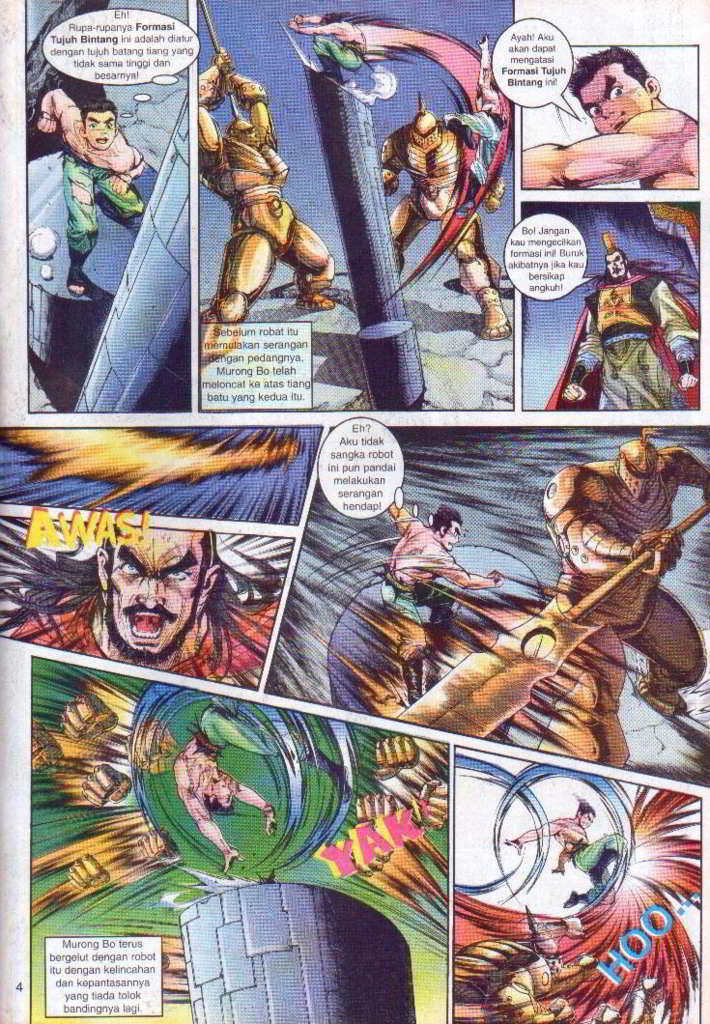 Eh!
Rupa-rupanya Formasi
Tujuh Bintang ini adalah diatur
dengan tujuh batang tiang yang
tidak sama tinggi dan
besarnya!
Sebelum robat itu
memulakan serangan
dengan pedangnya,
Murong Bo telah
meloncat ke atas tiang
batu yang kedua itu.
Ayah! Aku
akan dapat
mengatasi
Formasi Tujuh
Bintang ini!
Bo! Jangan
kau mengecilkan
formasi ini! Buruk
akibatnya jika kau
bersikap
angkuh!
AWAS!
Eh?
Aku tidak
sangka robot
ini pun pandai
melakukan
serangan
hendap!
YAK!
Murong Bo terus
bergelut dengan robot
itu dengan kelincahan
dan kepantasannya
yang tiada tolok
bandingnya lagi.
HOO...
4